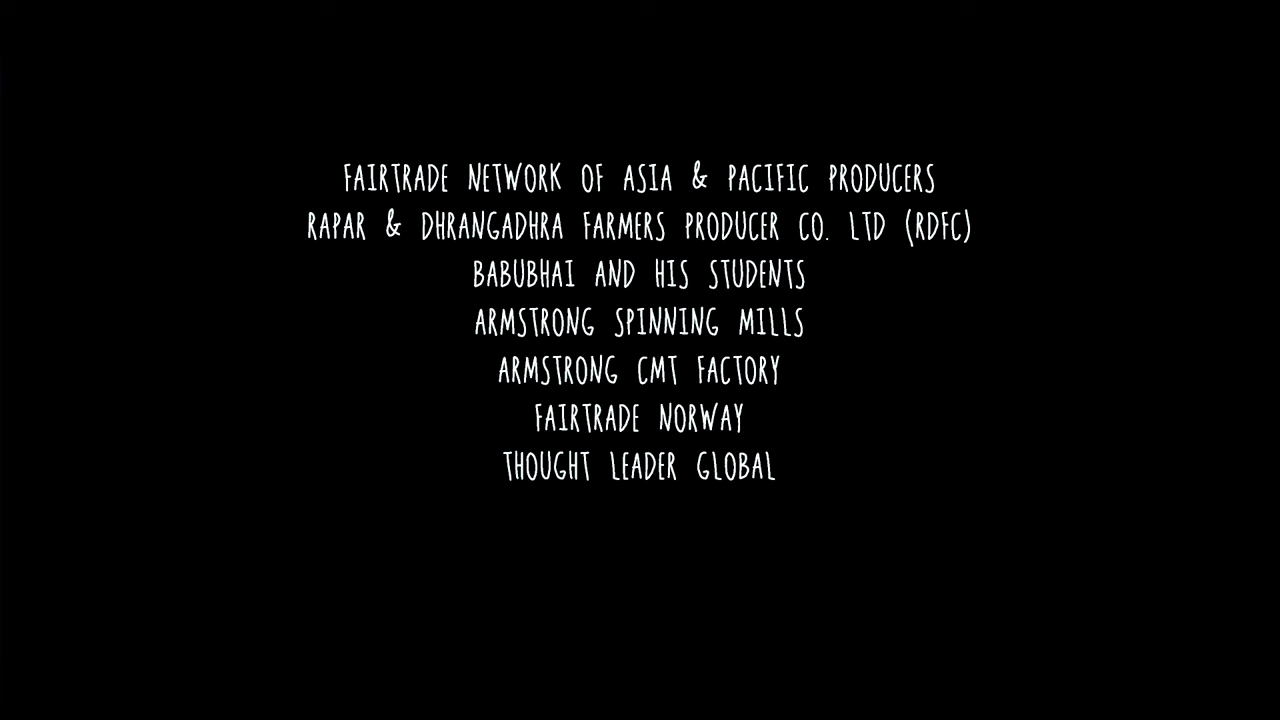 FAIRTRADE NETWORK OF ASIA & PACIFIC PRODUCERS
RAPAR & DHRANGADHRA FARMERS PRODUCER CO. LTD (RDFC)
BABUBHAI AND HIS STUDENTS
ARMSTRONG SPINNING MILLS
ARMSTRONG CMT FACTORY
FAIRTRADE NORWAY
THOUGHT LEADER GLOBAL